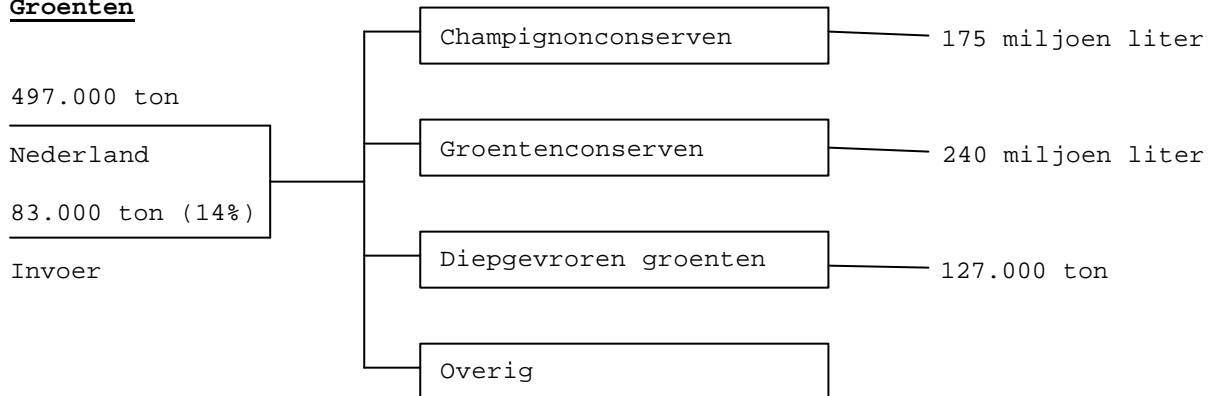 Groenten
Champignonconserven
175 miljoen liter
497.000 ton
Nederland
Groentenconserven
240 miljoen liter
83.000 ton (14%)
Invoer
Diepgevroren groenten
127.000 ton
Overig